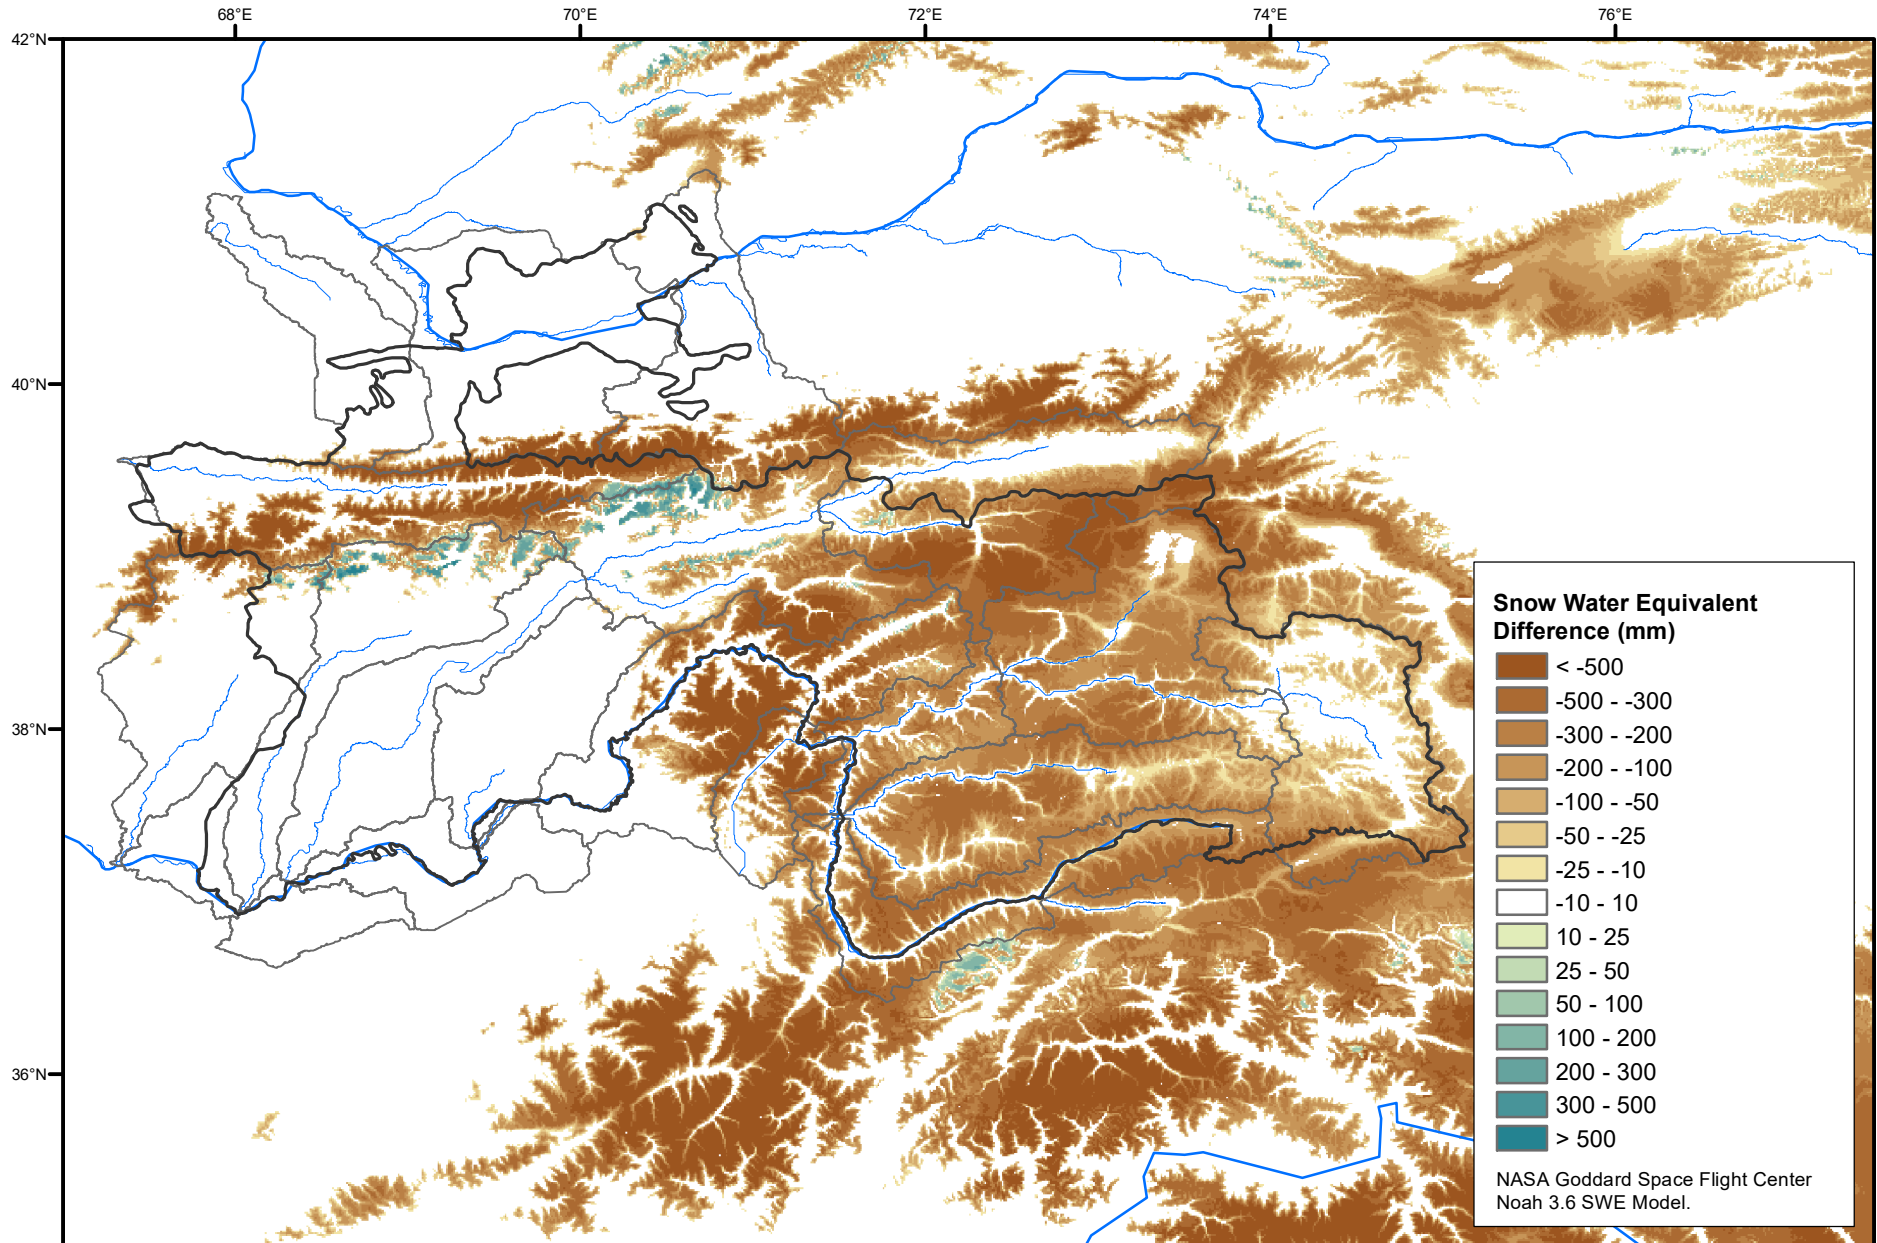 68°E 70°E 72°E 74°E 76°E
42°N
40°N
38°N
36°N
Snow Water Equivalent
Difference (mm)
< -500
-500 - -300
-300 - -200
-200 - -100
-100 - -50
-50 - -25
-25 - -10
-10 - 10
10 - 25
25 - 50
50 - 100
100 - 200
200 - 300
300 - 500
> 500
NASA Goddard Space Flight Center
Noah 3.6 SWE Model.